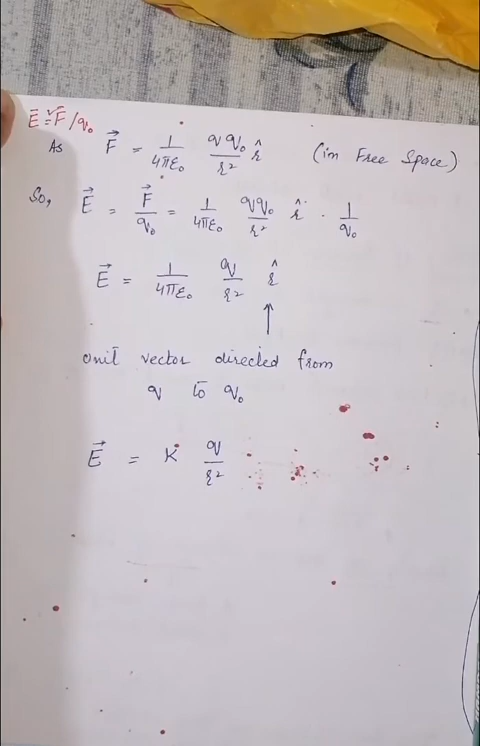 E⃗ = F⃗/q₀
As F⃗ = 1/4πε₀ qq₀/r² r̂ (in Free Space)
So, E⃗ = F⃗/q₀ = 1/4πε₀ qq₀/r² r̂ . 1/q₀
E⃗ = 1/4πε₀ q/r² r̂
↑
unit vector directed from
q to q₀
E⃗ = K q/r²